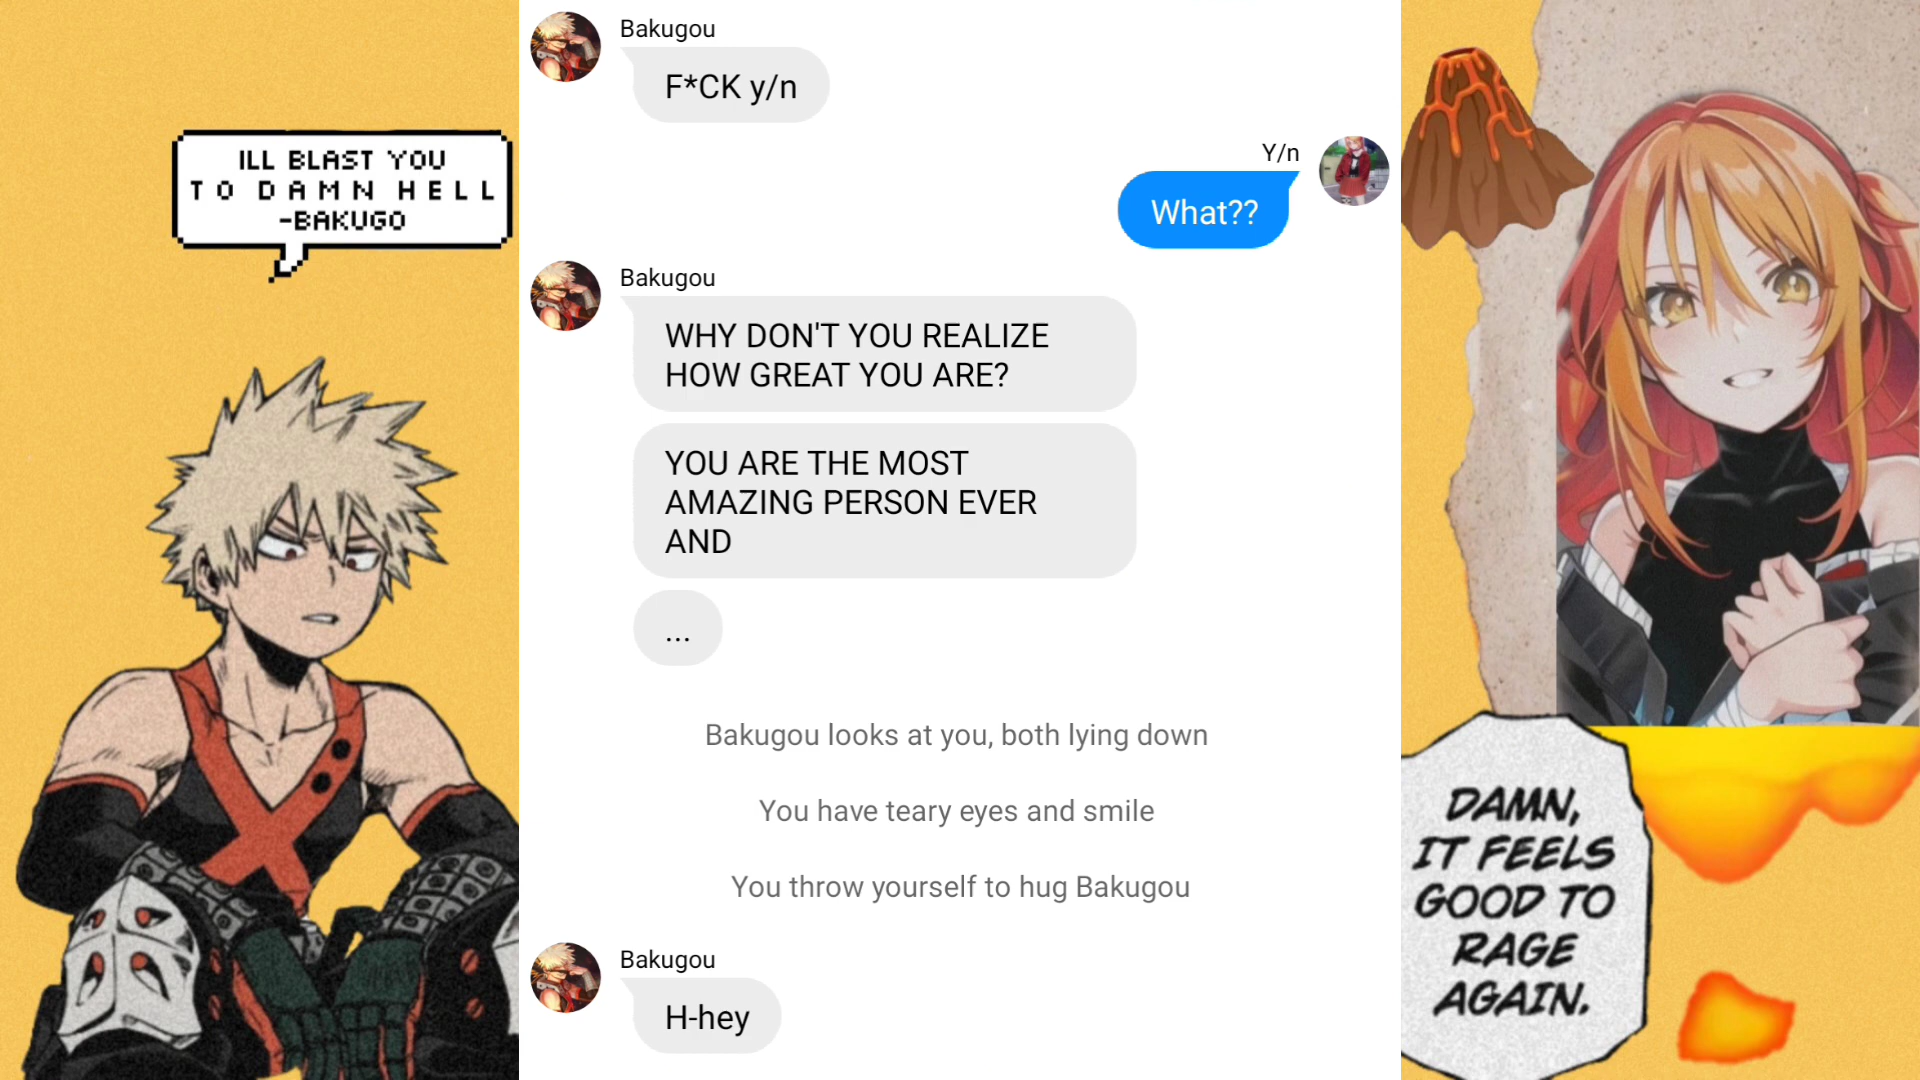 ILL BLAST YOU
TO DAMN HELL
-BAKUGO
Bakugou
F*CK y/n
Y/n
What??
Bakugou
WHY DON'T YOU REALIZE
HOW GREAT YOU ARE?
YOU ARE THE MOST
AMAZING PERSON EVER
AND
...
Bakugou looks at you, both lying down
You have teary eyes and smile
You throw yourself to hug Bakugou
Bakugou
H-hey
DAMN,
IT FEELS
GOOD TO
RAGE
AGAIN.